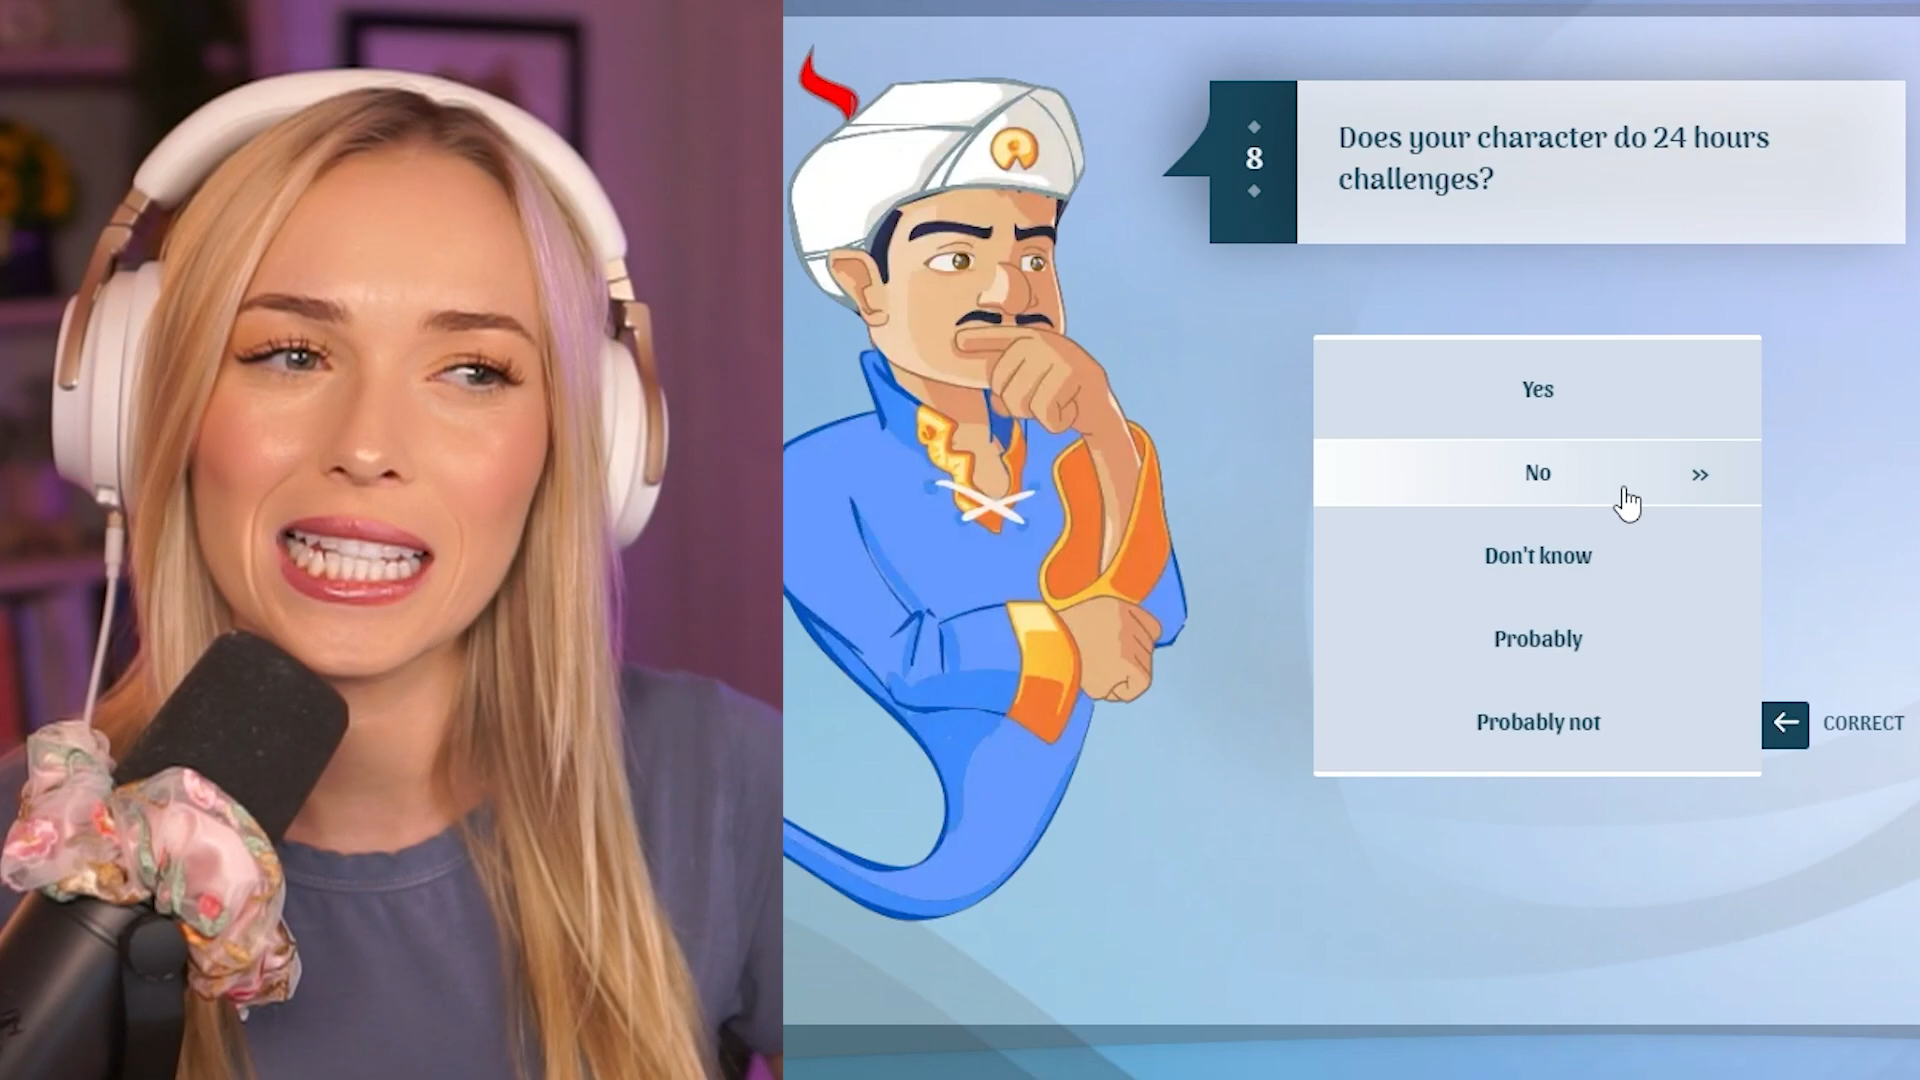 8
Does your character do 24 hours
challenges?
Yes
No
Don't know
Probably
Probably not
CORRECT